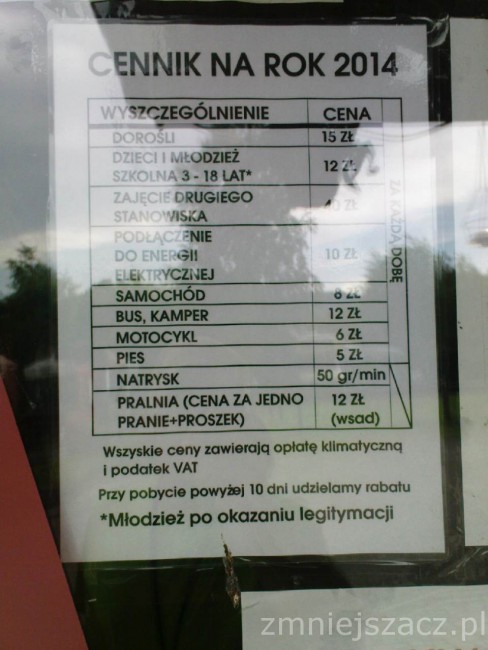 CENNIK NA ROK 2014
WYSZCZEGÓLNIENIE CENA
DOROŚLI 15 ZŁ
DZIECI I MŁODZIEŻ
SZKOLNA 3 - 18 LAT* 12 ZŁ
ZAJĘCIE DRUGIEGO
STANOWISKA ZŁ
PODŁĄCZENIE
DO ENERGII 10 ZŁ
ELEKTRYCZNEJ
SAMOCHÓD 8 ZŁ
BUS, KAMPER 12 ZŁ
MOTOCYKL 6 ZŁ
PIES 5 ZŁ
ZA KAŻDĄ DOBĘ
NATRYSK 50 gr/min
PRALNIA (CENA ZA JEDNO 12 ZŁ
PRANIE+PROSZEK) (wsad)
Wszyskie ceny zawierają opłatę klimatyczną
i podatek VAT
Przy pobycie powyżej 10 dni udzielamy rabatu
*Młodzież po okazaniu legitymacji
zmniejszacz.pl